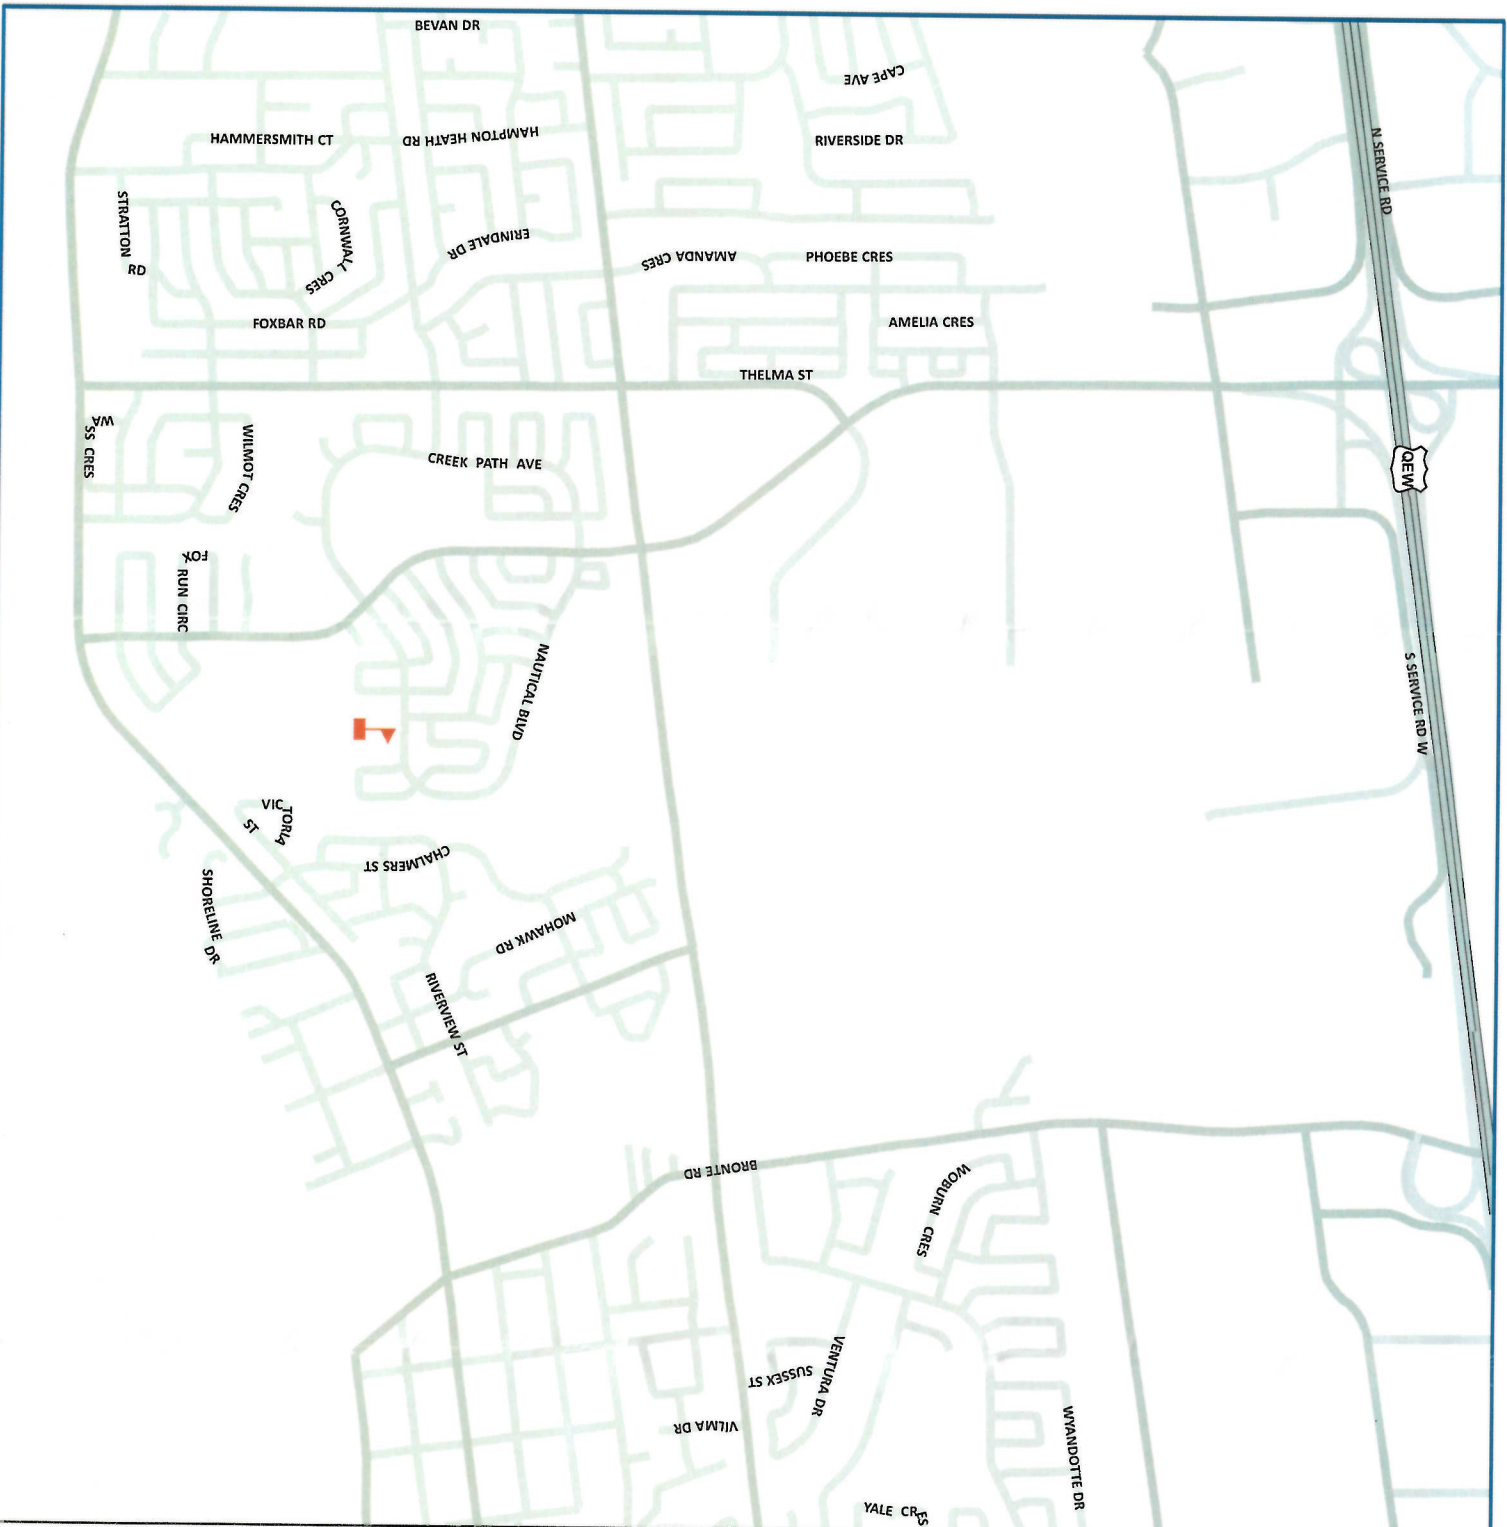 BEVAN DR
CAPE AVE
HAMMERSMITH CT
HAMPTON HEATH RD
RIVERSIDE DR
N SERVICE RD
STRATTON RD
CORNWALL CRES
ERINDALE DR
AMANDA CRES
PHOEBE CRES
FOXBAR RD
AMELIA CRES
THELMA ST
WA
SS CRES
WILMOT CRES
CREEK PATH AVE
QEW
FOX RUN CIRC
NAUTICAL BLVD
S SERVICE RD W
VICTORIA ST
CHALMERS ST
SHORELINE DR
MOHAWK RD
RIVERVIEW ST
BRONTE RD
WOBURN CRES
VENTURA DR
SUSSEX ST
VILMA DR
WYANDOTTE DR
YALE CRES